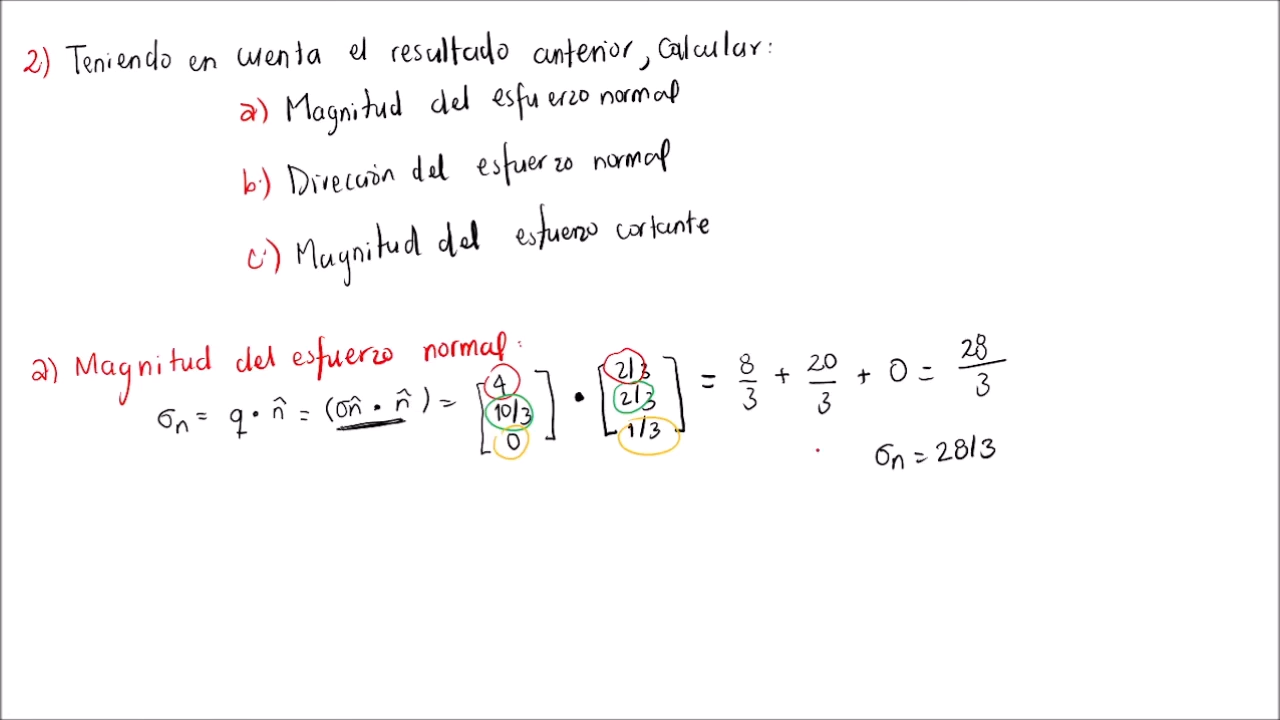 2) Teniendo en cuenta el resultado anterior, calcular:
a) Magnitud del esfuerzo normal
b) Dirección del esfuerzo normal
c) Magnitud del esfuerzo cortante
a) Magnitud del esfuerzo normal:
σn = q · n̂ = (σn̂ · n̂) = [4 10/3 0] · [2/3 2/3 1/3] = 8/3 + 20/3 + 0 = 28/3
σn = 28/3